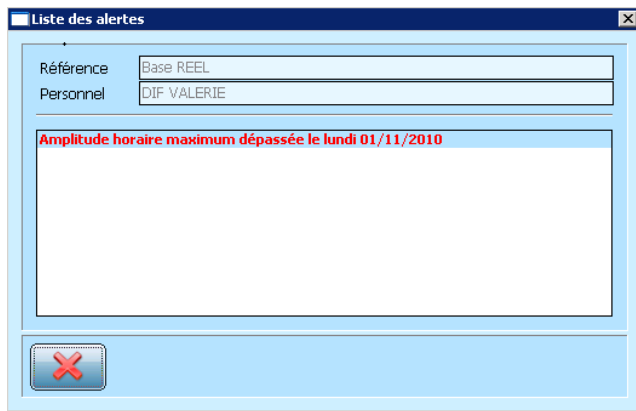 Liste des alertes
Référence Base REEL
Personnel DIF VALERIE
Amplitude horaire maximum dépassée le lundi 01/11/2010